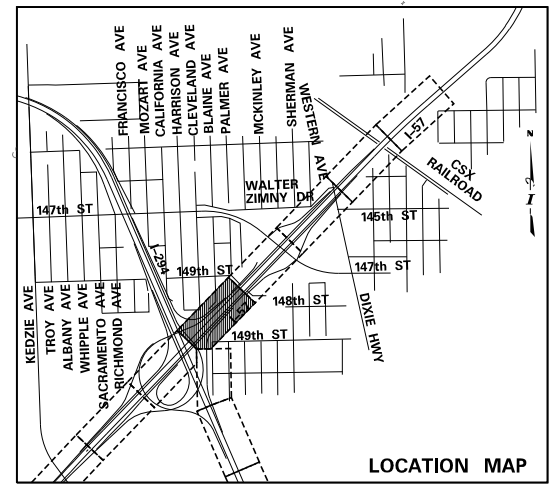 FRANCISCO AVE
MOZART AVE
CALIFORNIA AVE
HARRISON AVE
CLEVELAND AVE
BLAINE AVE
PALMER AVE
MCKINLEY AVE
SHERMAN AVE
WESTERN AVE
I-57
N
CSX
RAILROAD
WALTER
ZIMNY DR
147th ST
145th ST
I-294
149th ST
147th ST
148th ST
I-57
149th ST
DIXIE HWY
KEDZIE AVE
TROY AVE
ALBANY AVE
WHIPPLE AVE
SACRAMENTO AVE
RICHMOND AVE
LOCATION MAP